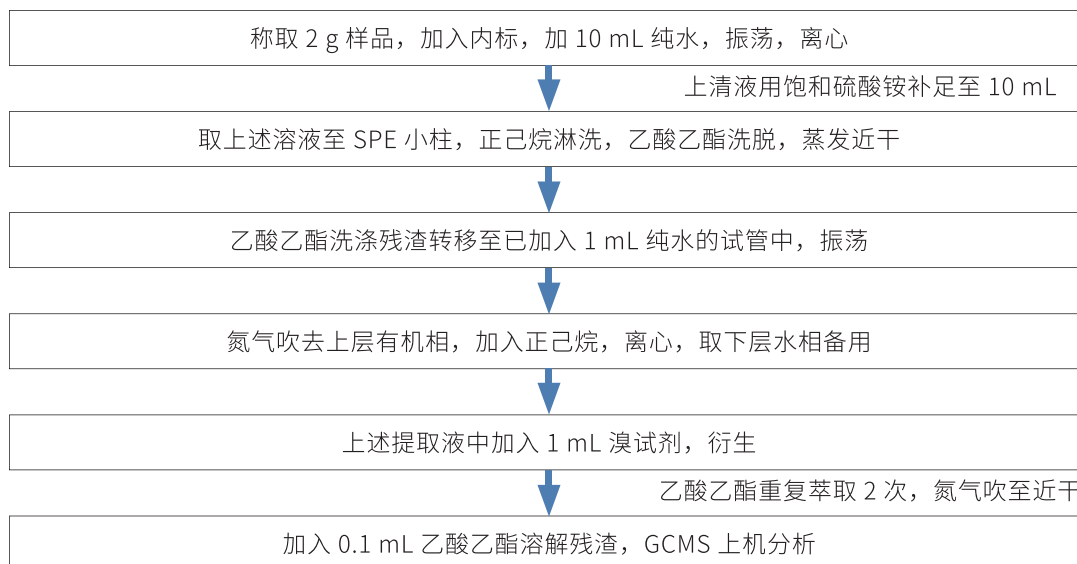 称取 2 g 样品，加入内标，加 10 mL 纯水，振荡，离心
上清液用饱和硫酸铵补足至 10 mL
取上述溶液至 SPE 小柱，正己烷淋洗，乙酸乙酯洗脱，蒸发近干
乙酸乙酯洗涤残渣转移至已加入 1 mL 纯水的试管中，振荡
氮气吹去上层有机相，加入正己烷，离心，取下层水相备用
上述提取液中加入 1 mL 溴试剂，衍生
乙酸乙酯重复萃取 2 次，氮气吹至近干
加入 0.1 mL 乙酸乙酯溶解残渣，GCMS 上机分析